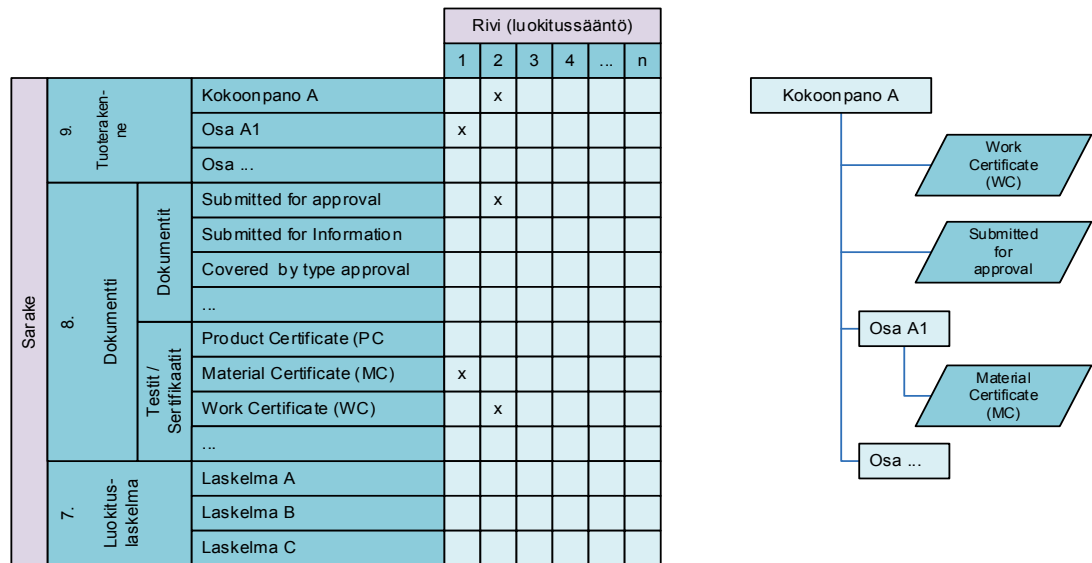 Rivi (luokitussääntö)
1 2 3 4 ... n
Sarake
9.
Tuoteraken-
ne
Kokoonpano A x
Osa A1 x
Osa ...
8.
Dokumentti
Dokumentit
Submitted for approval x
Submitted for Information
Covered by type approval
...
Testit /
Sertifikaatit
Product Certificate (PC
Material Certificate (MC) x
Work Certificate (WC) x
...
7.
Luokitus-
laskelma
Laskelma A
Laskelma B
Laskelma C
Kokoonpano A
Work
Certificate
(WC)
Submitted
for
approval
Osa A1
Material
Certificate
(MC)
Osa ...